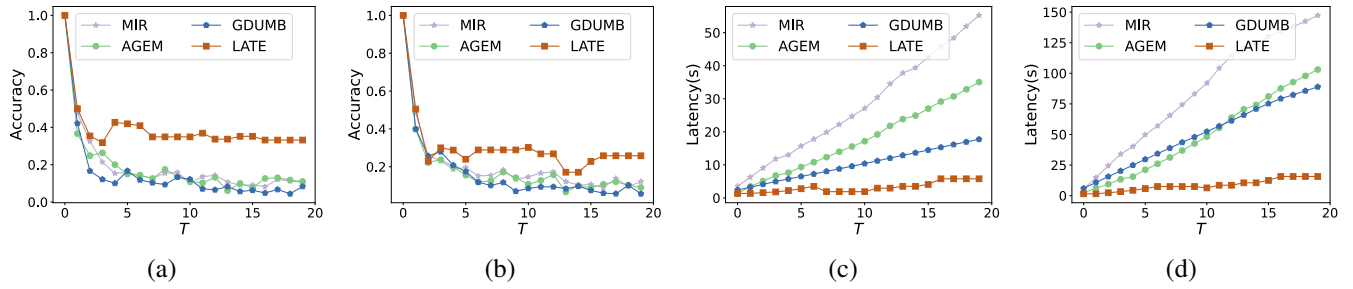 Accuracy
1.0
0.8
0.6
0.4
0.2
0.0
MIR
AGEM
GDUMB
LATE
0
5
10
15
20
T
(a)
Accuracy
1.0
0.8
0.6
0.4
0.2
MIR
AGEM
GDUMB
LATE
0
5
10
15
20
T
(b)
Latency(s)
50
40
30
20
10
0
MIR
AGEM
GDUMB
LATE
0
5
10
15
20
T
(c)
Latency(s)
150
125
100
75
50
25
0
MIR
AGEM
GDUMB
LATE
0
5
10
15
20
T
(d)